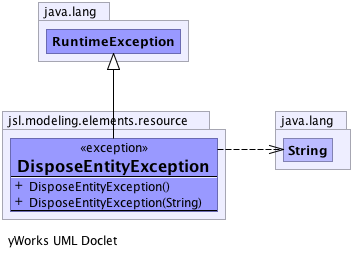 java.lang
RuntimeException
jsl.modeling.elements.resource
java.lang
«exception»
DisposeEntityException
String
+ DisposeEntityException()
+ DisposeEntityException(String)
yWorks UML Doclet